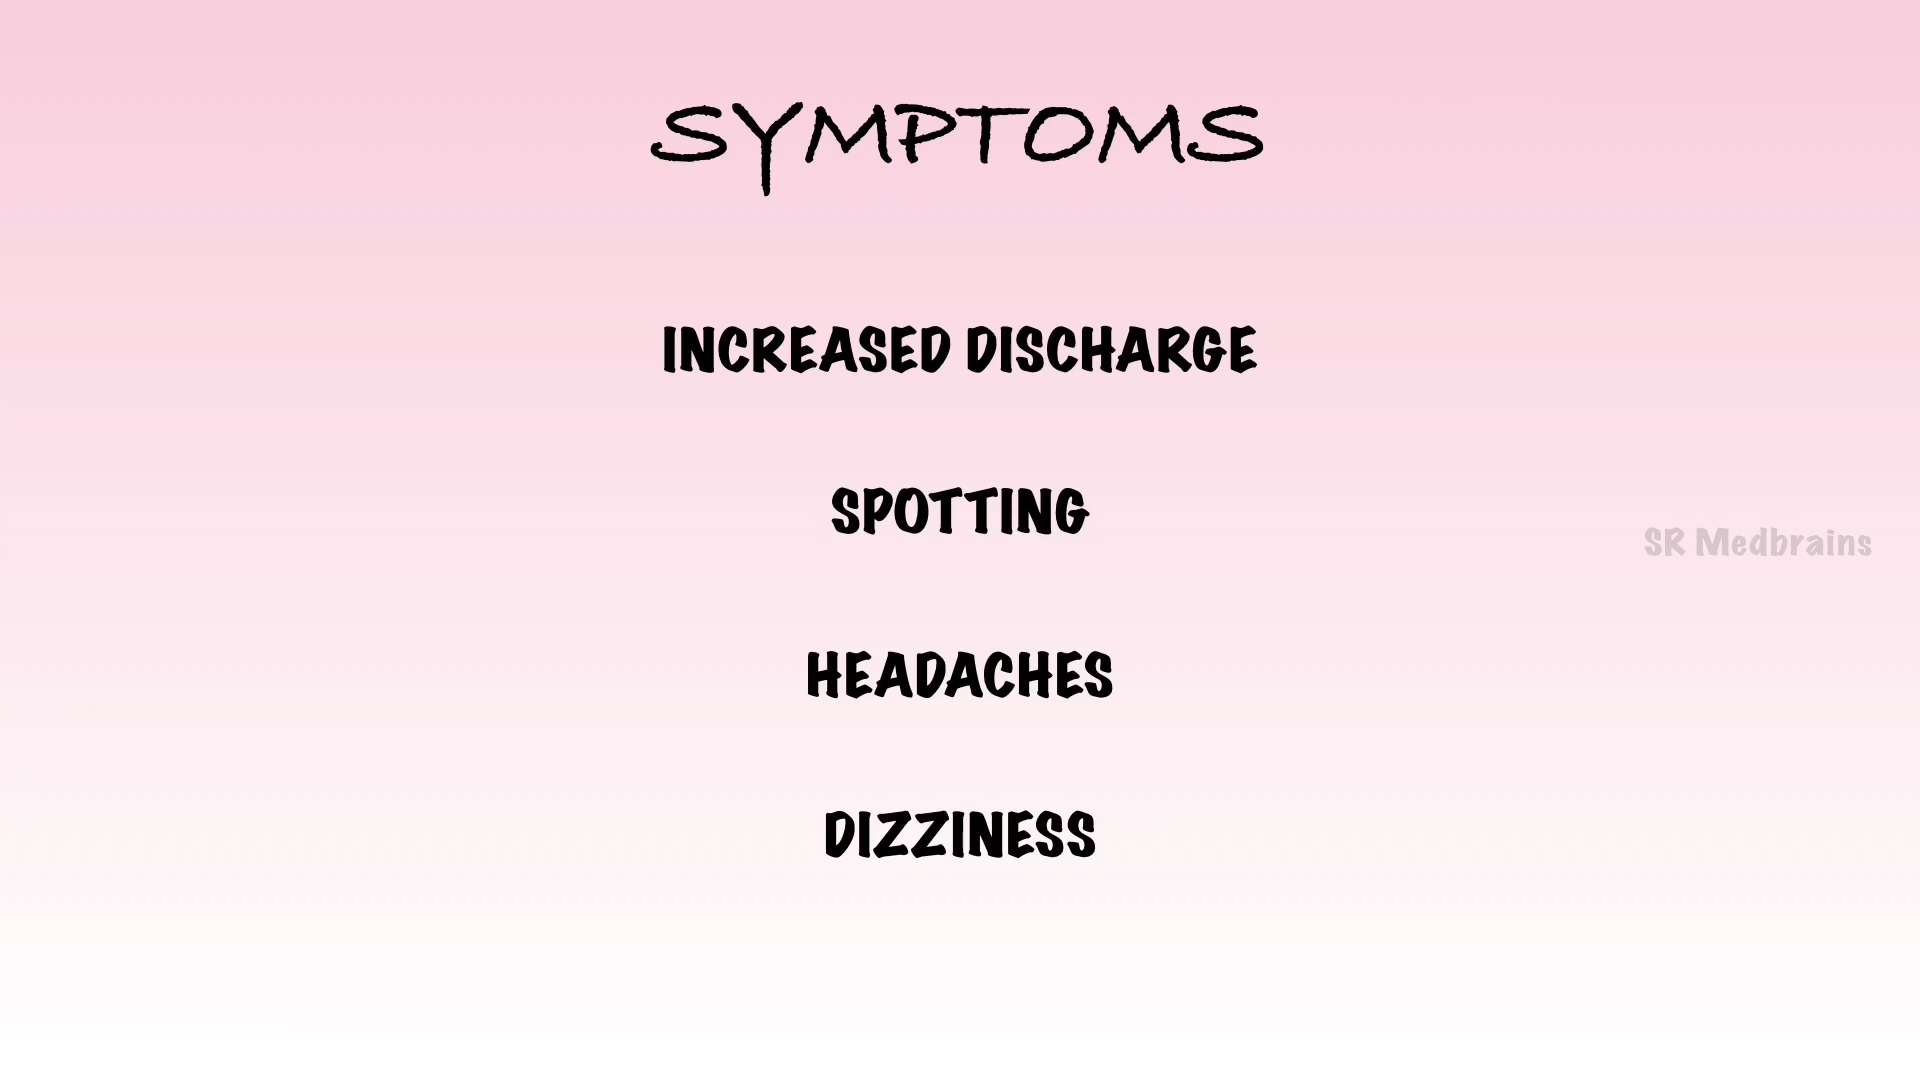 SYMPTOMS
INCREASED DISCHARGE
SPOTTING
SR Medbrains
HEADACHES
DIZZINESS